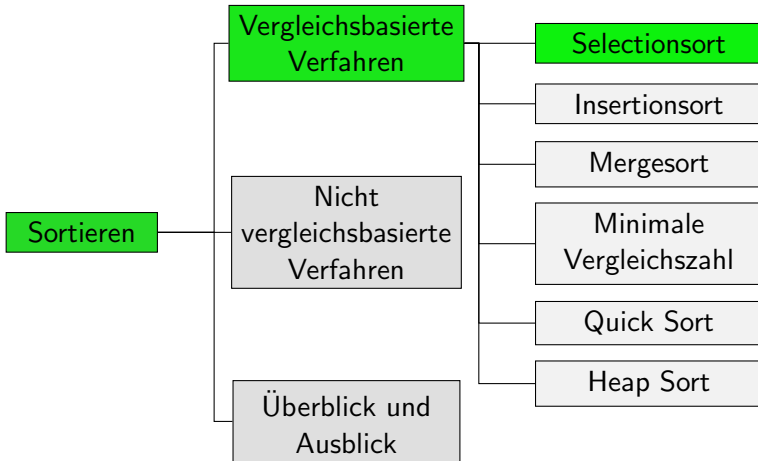 Sortieren
Vergleichsbasierte
Verfahren
Selectionsort
Insertionsort
Mergesort
Minimale
Vergleichszahl
Quick Sort
Heap Sort
Nicht
vergleichsbasierte
Verfahren
Überblick und
Ausblick